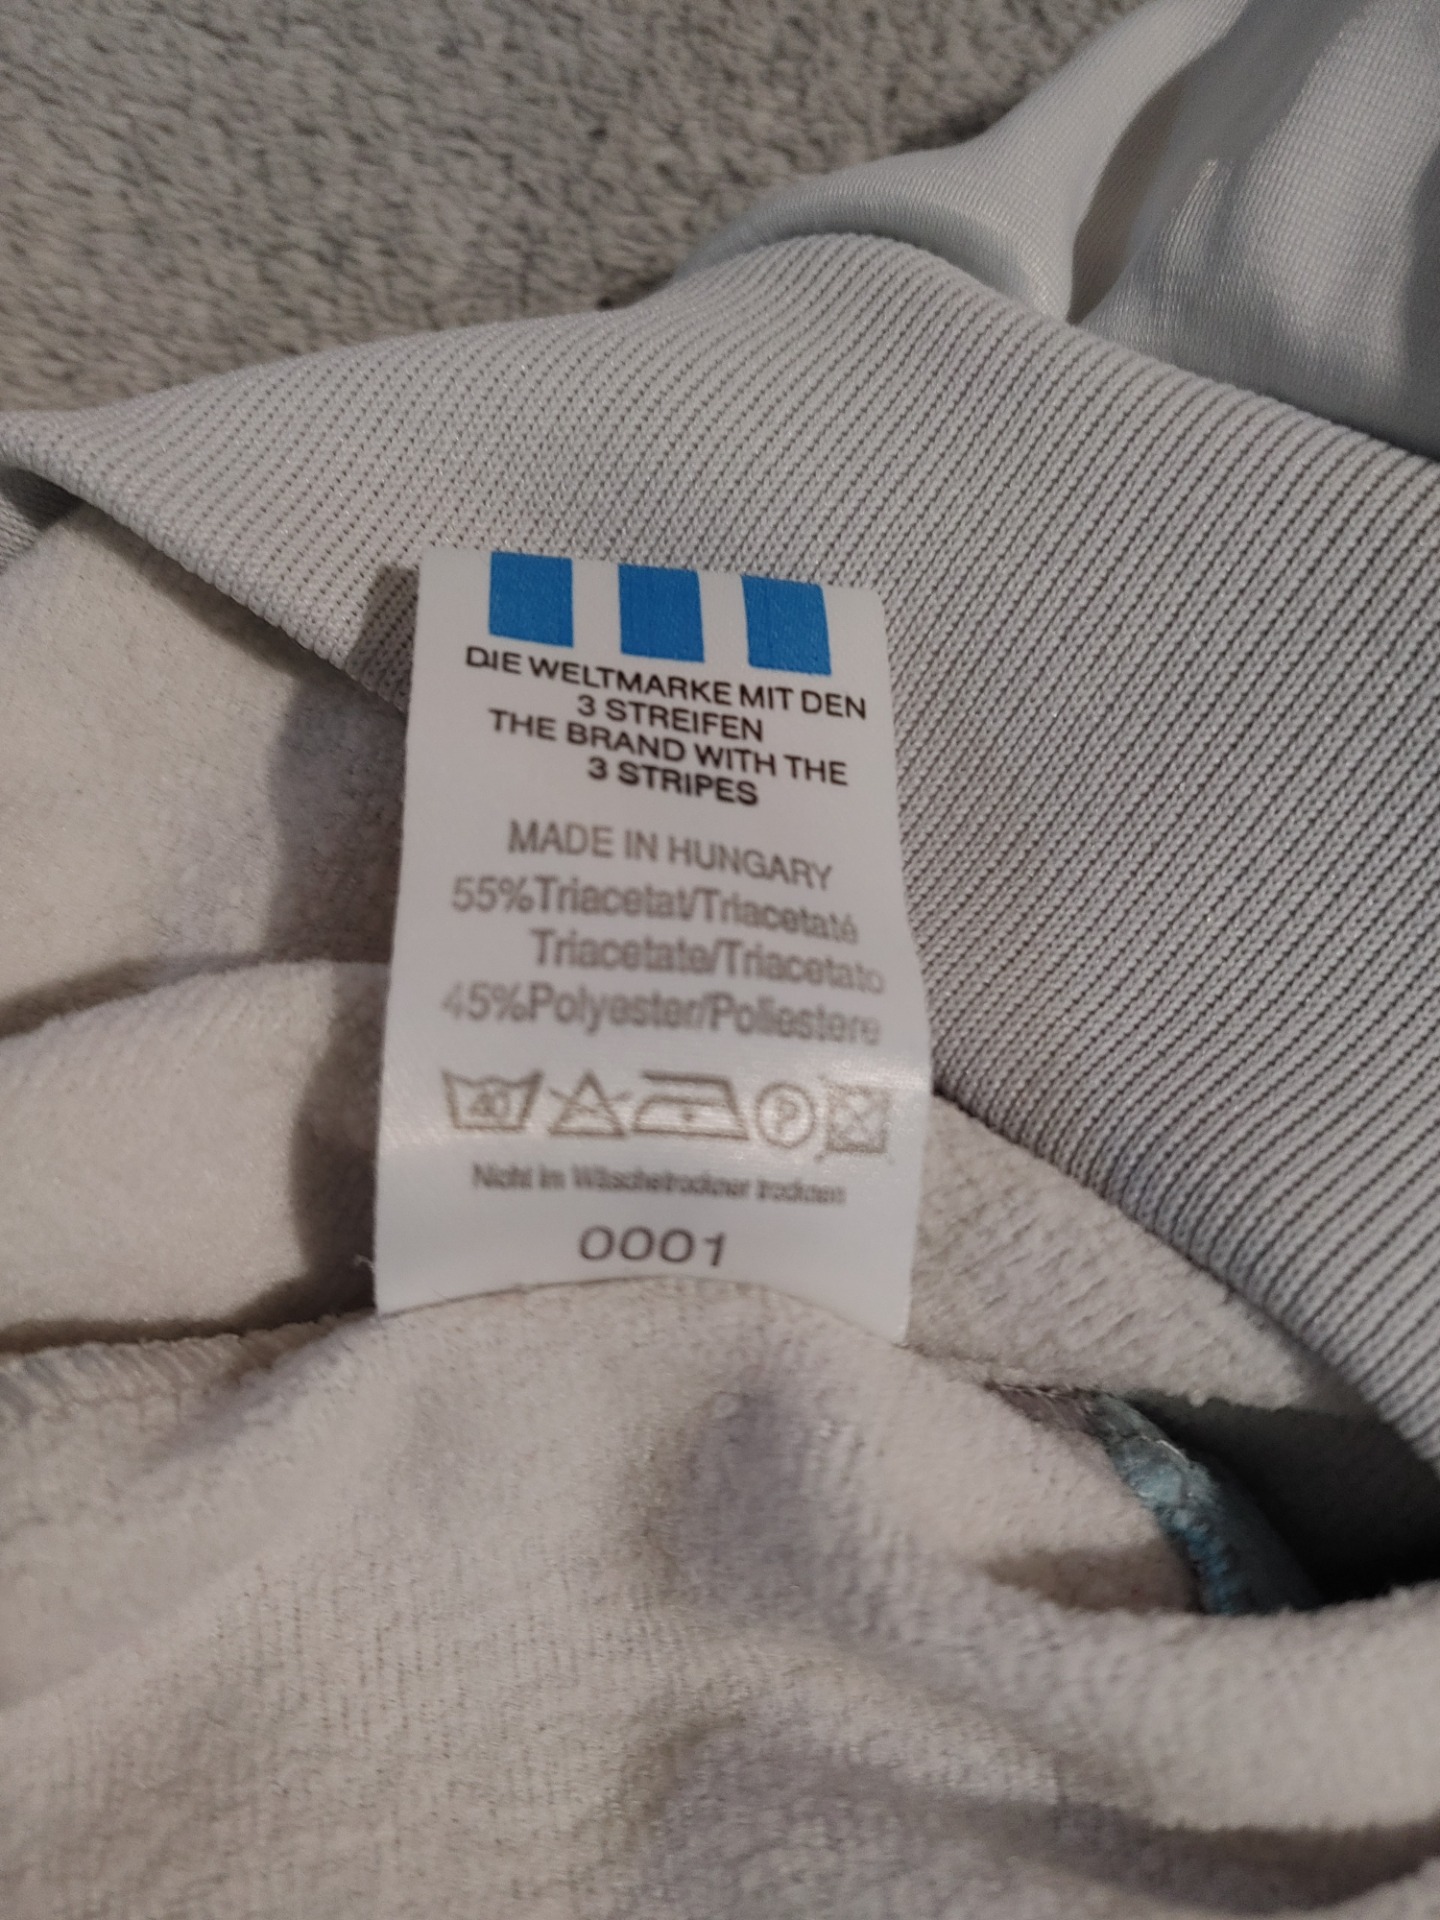 DIE WELTMARKE MIT DEN
3 STREIFEN
THE BRAND WITH THE
3 STRIPES
MADE IN HUNGARY
55%Triacetat/Triacetaté
Triacetate/Triacetato
45%Polyester/Poliestere
40 P
Nicht im Wäschetrockner trocknen
0001